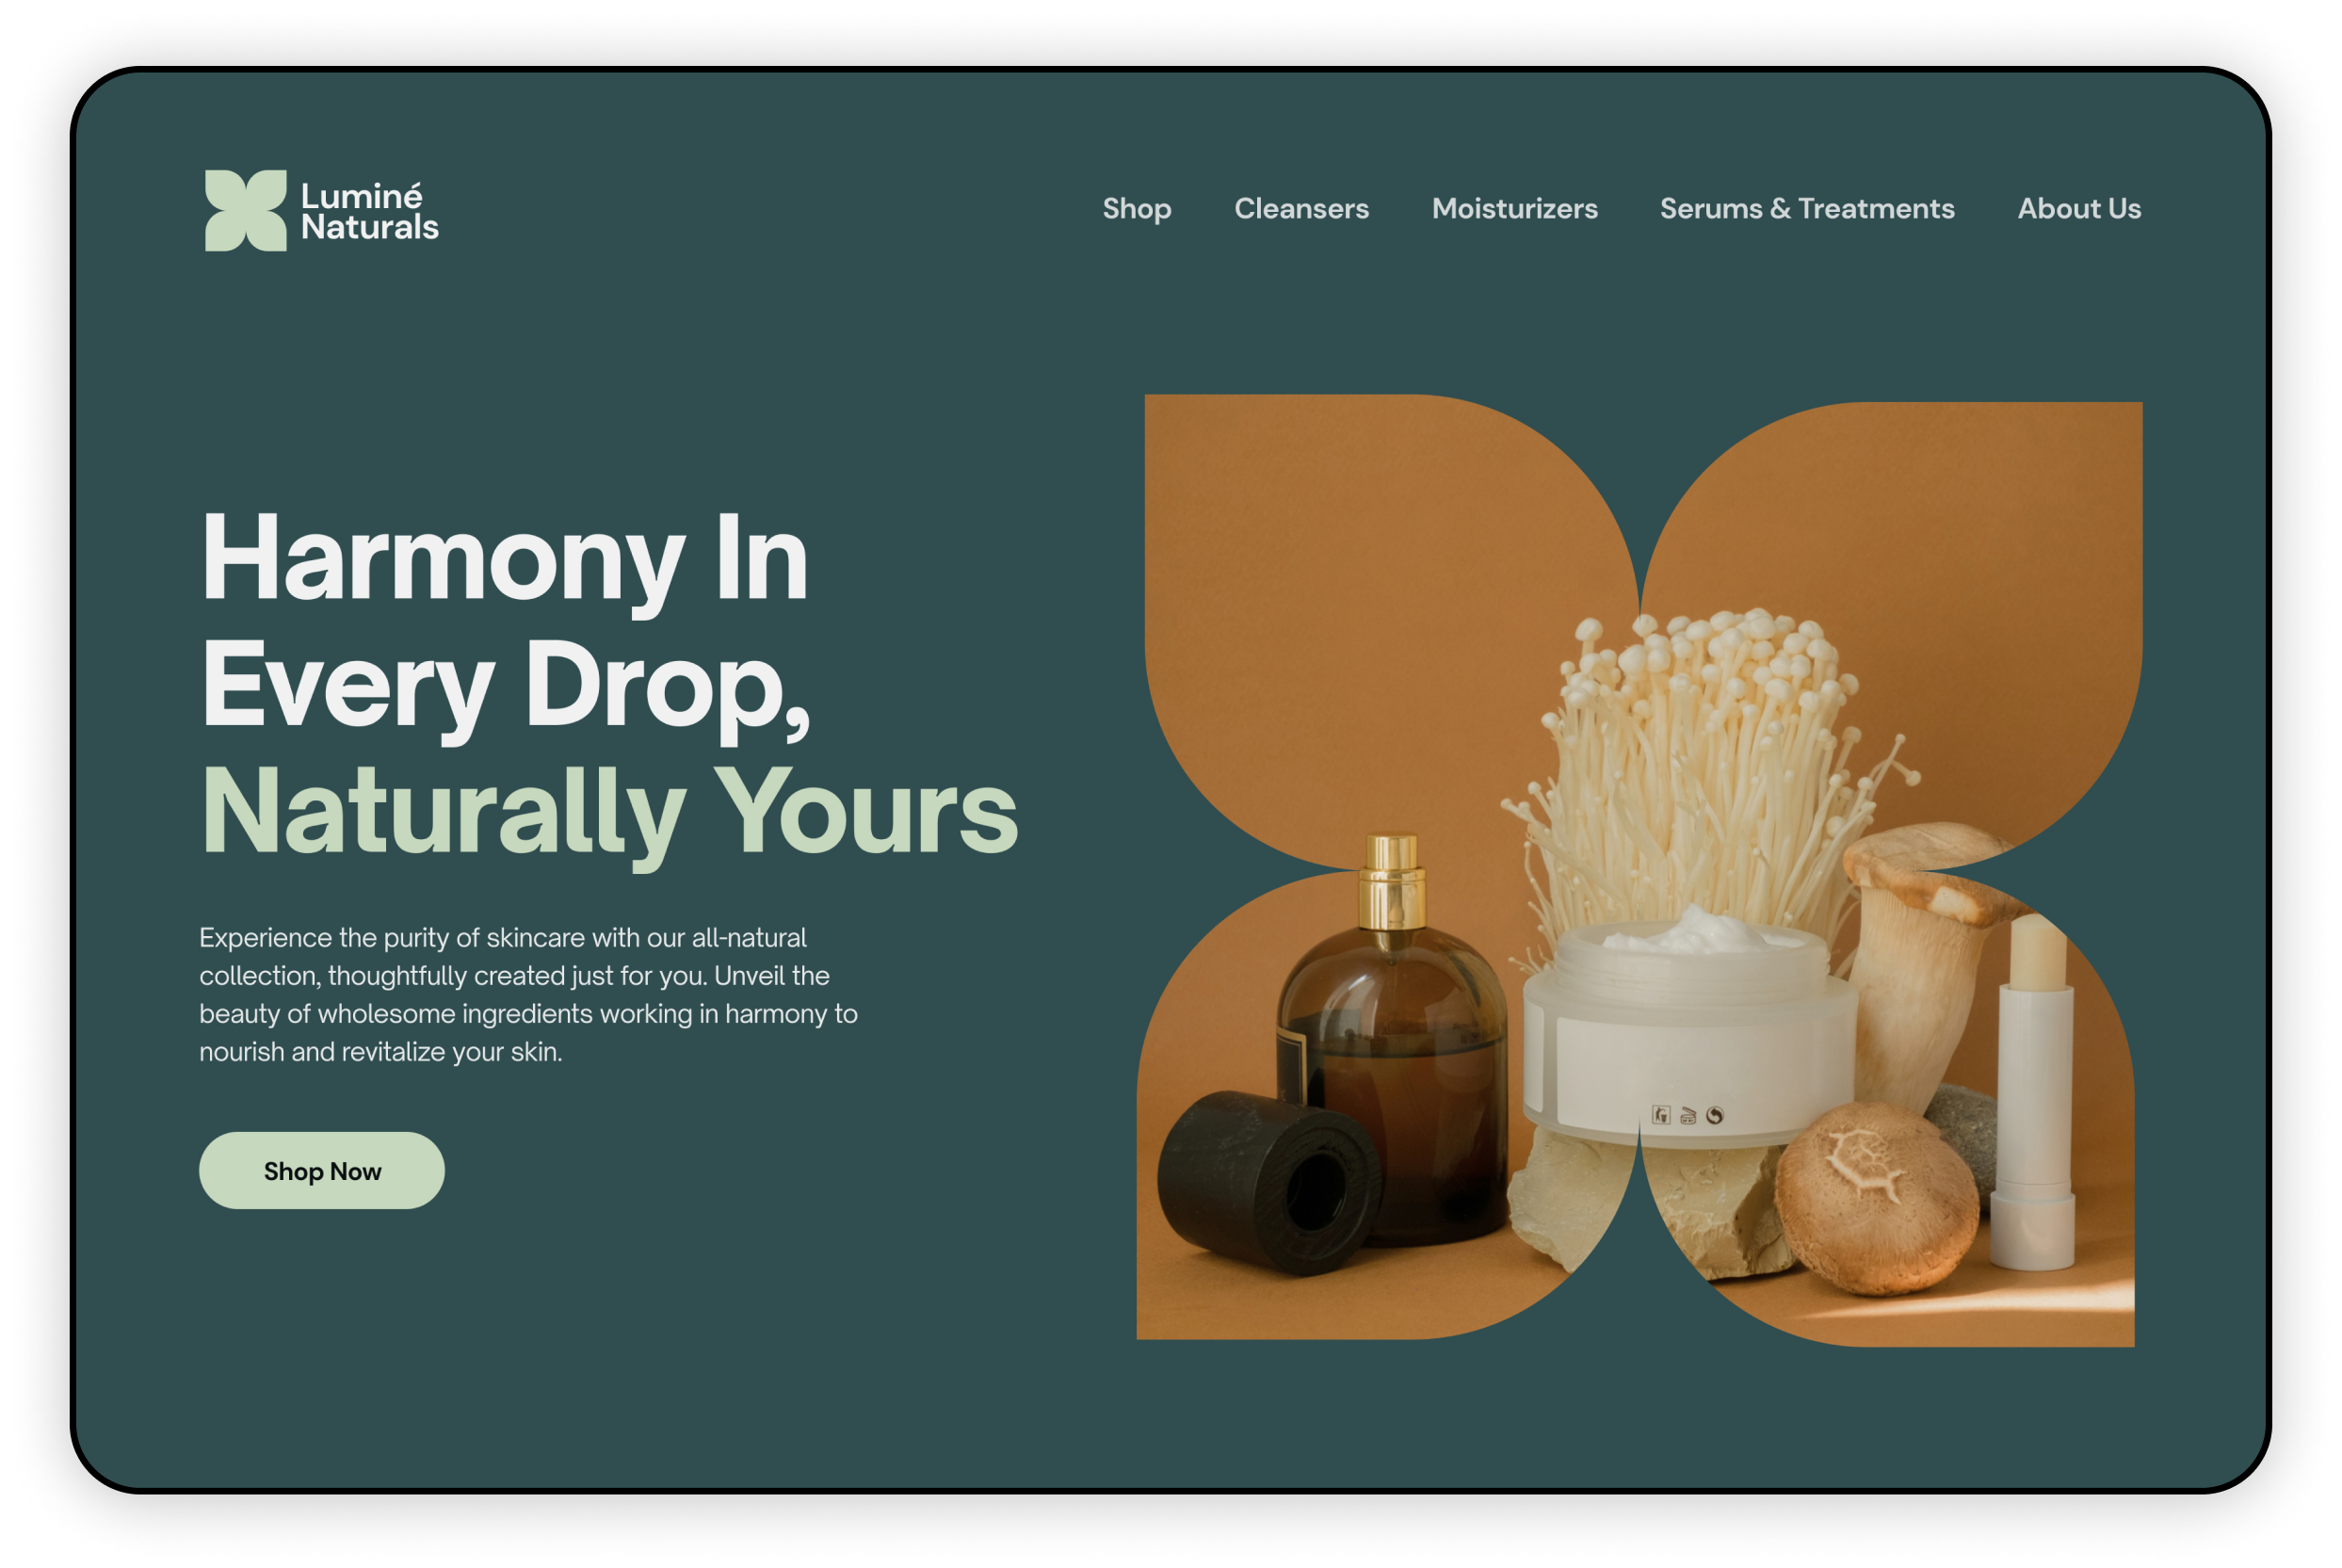 Luminé
Naturals
Shop
Cleansers
Moisturizers
Serums & Treatments
About Us
Harmony In
Every Drop,
Naturally Yours
Experience the purity of skincare with our all-natural
collection, thoughtfully created just for you. Unveil the
beauty of wholesome ingredients working in harmony to
nourish and revitalize your skin.
Shop Now